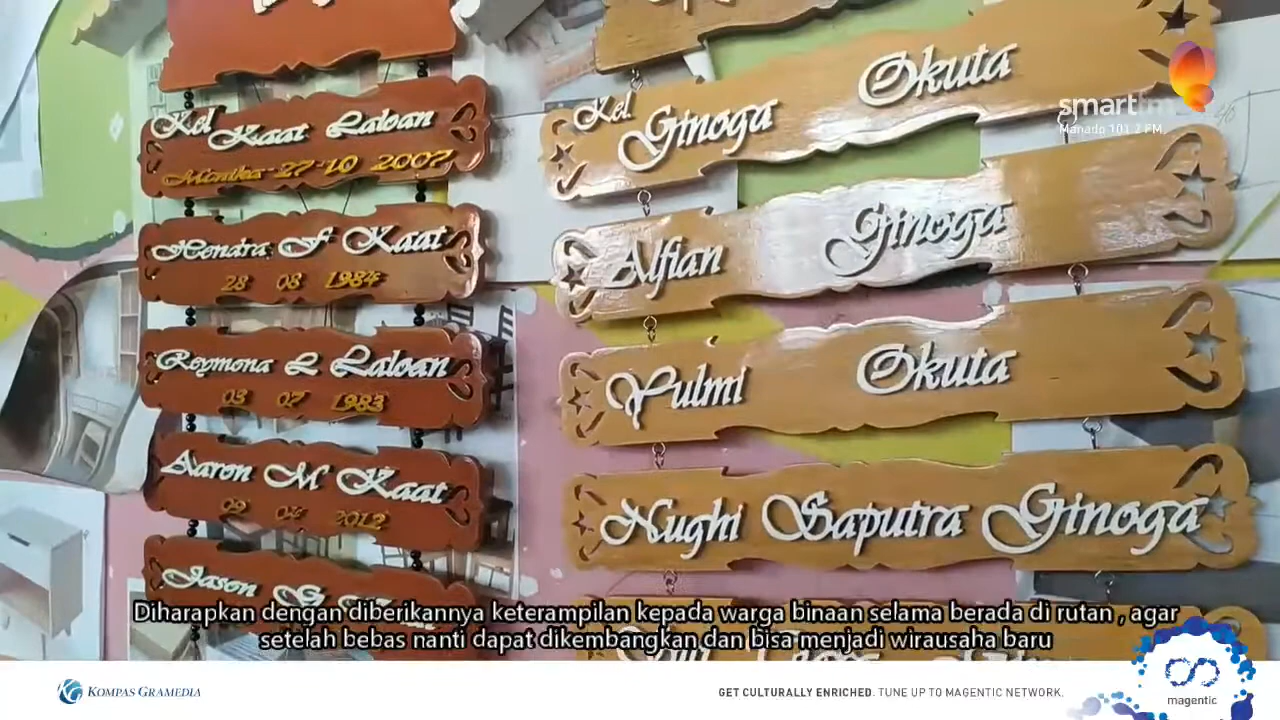 Kel Kaat Laloan
Menika 27 10 2007
Hendra F Kaat
28 08 1984
Reymona L Laloan
03 07 1983
Aaron M Kaat
2012
Jason
Kel. Ginoga Okuta
Alfian Ginoga
Yulmi Okuta
Nughi Saputra Ginoga
smartfm
Manado 101.2 FM
Diharapkan dengan diberikannya keterampilan kepada warga binaan selama berada di rutan , agar
setelah bebas nanti dapat dikembangkan dan bisa menjadi wirausaha baru
KOMPAS GRAMEDIA
GET CULTURALLY ENRICHED. TUNE UP TO MAGENTIC NETWORK.
magentic